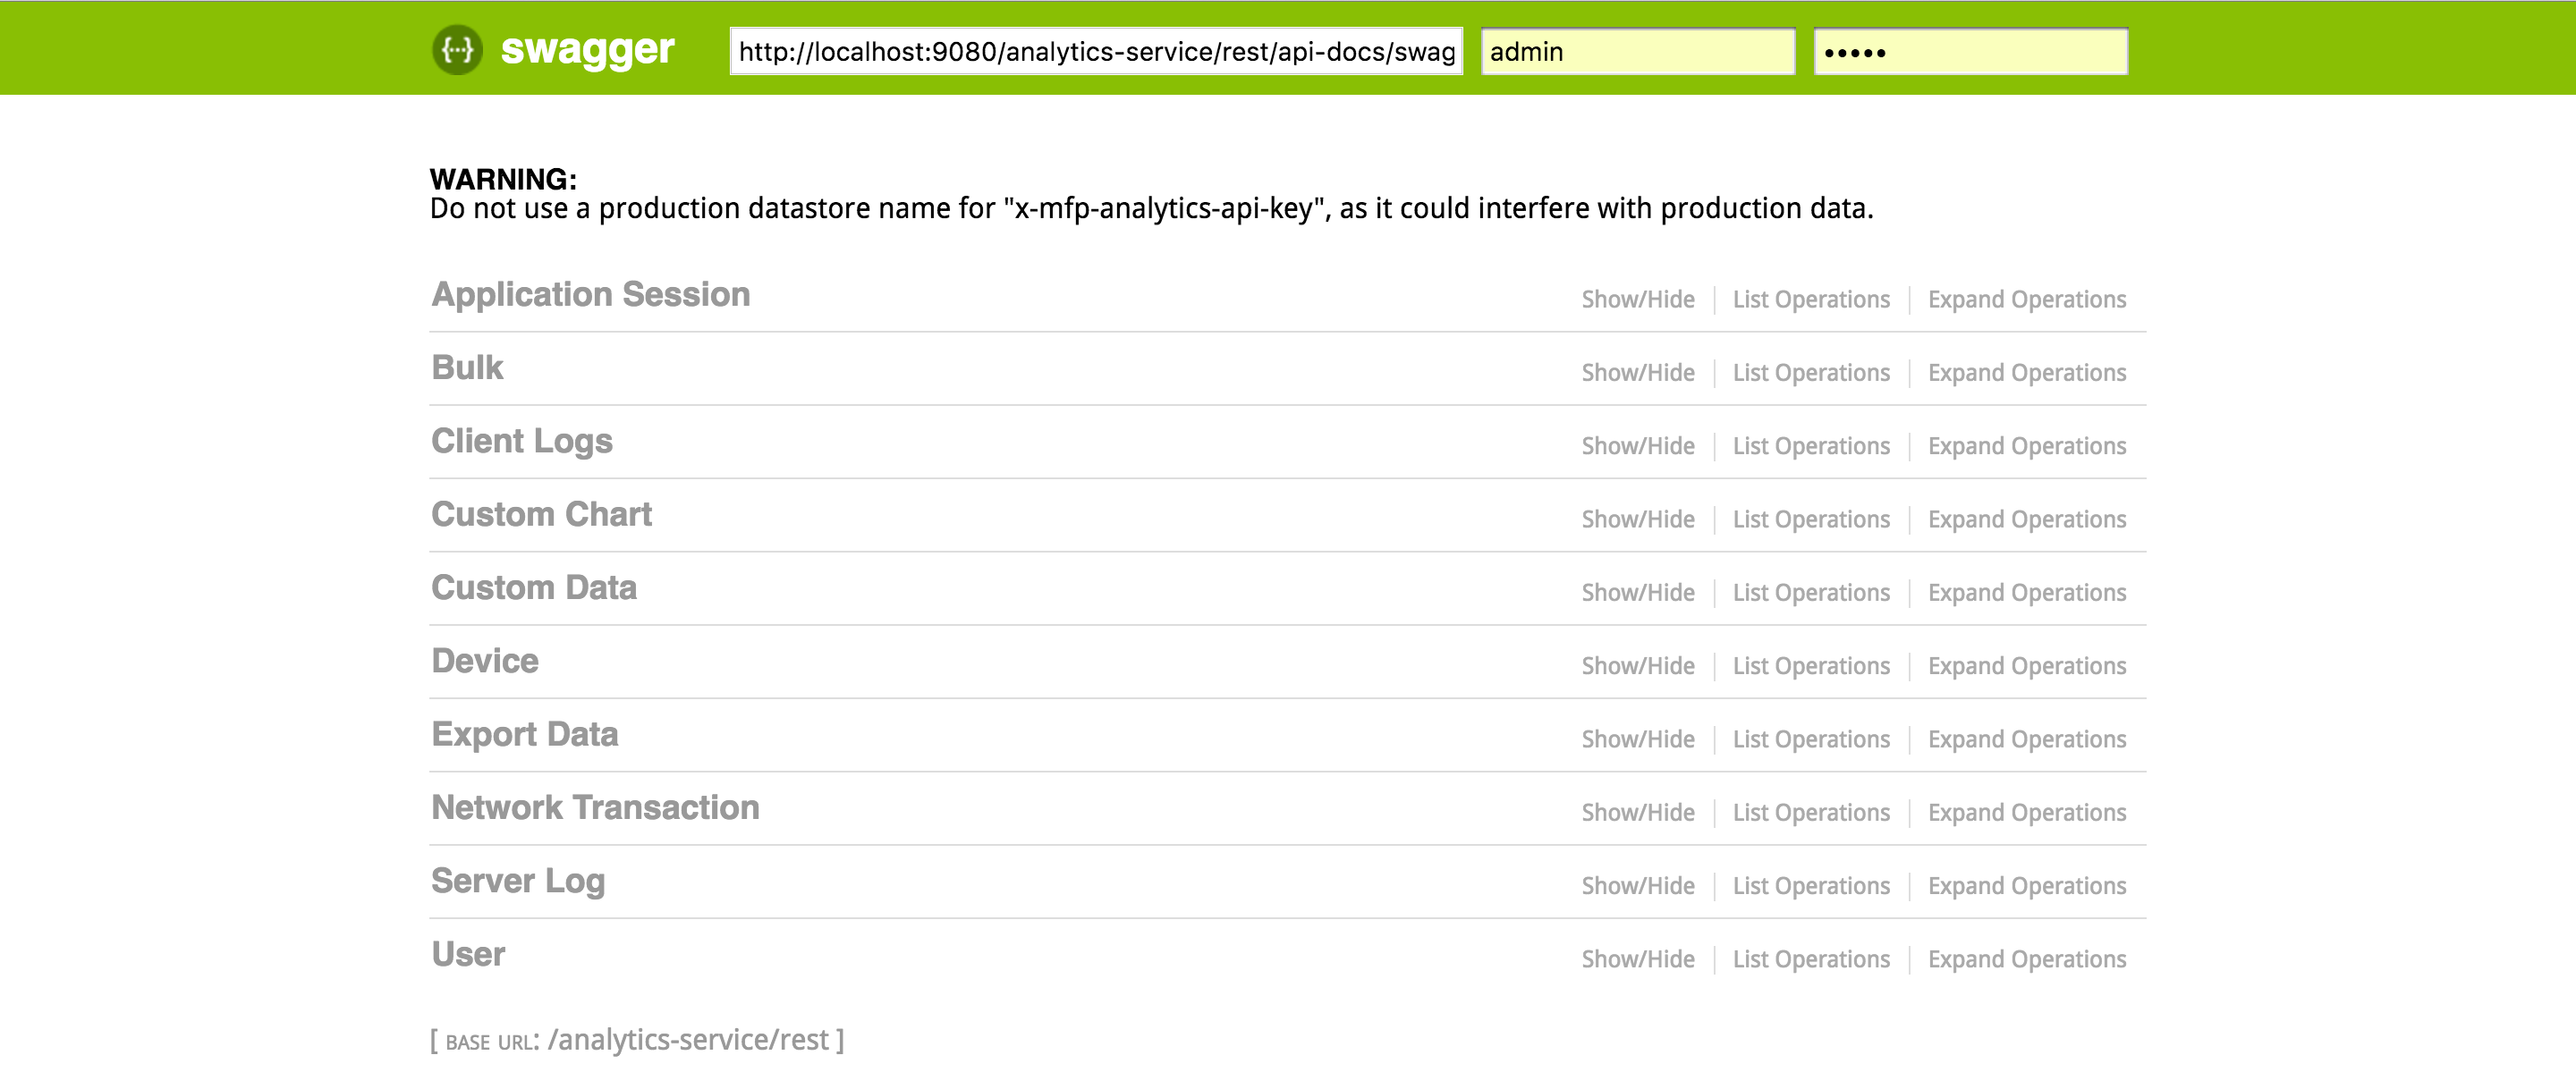 {···} swagger http://localhost:9080/analytics-service/rest/api-docs/swag admin •••••
WARNING:
Do not use a production datastore name for "x-mfp-analytics-api-key", as it could interfere with production data.
Application Session Show/Hide List Operations Expand Operations
Bulk Show/Hide List Operations Expand Operations
Client Logs Show/Hide List Operations Expand Operations
Custom Chart Show/Hide List Operations Expand Operations
Custom Data Show/Hide List Operations Expand Operations
Device Show/Hide List Operations Expand Operations
Export Data Show/Hide List Operations Expand Operations
Network Transaction Show/Hide List Operations Expand Operations
Server Log Show/Hide List Operations Expand Operations
User Show/Hide List Operations Expand Operations
[ BASE URL: /analytics-service/rest ]